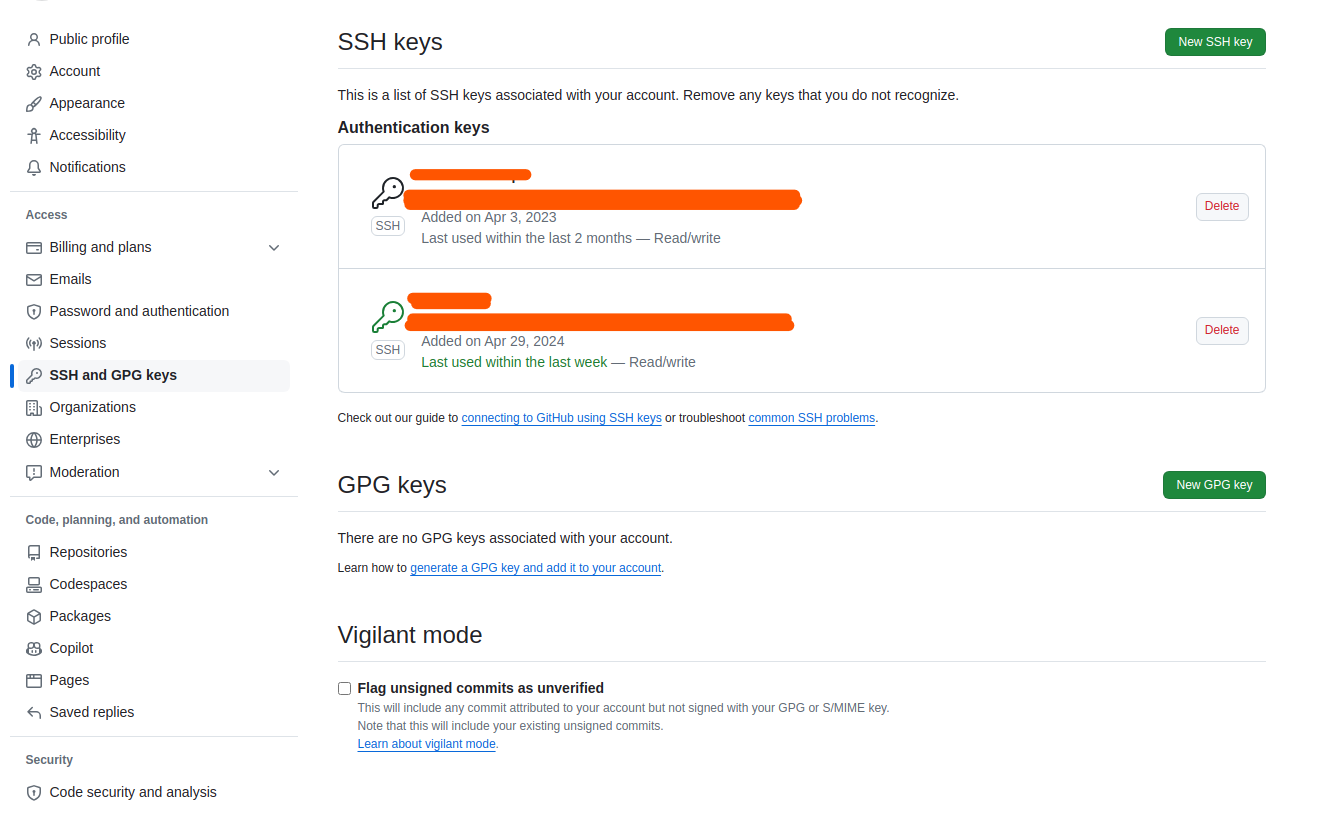 Public profile
Account
Appearance
Accessibility
Notifications
Access
Billing and plans
Emails
Password and authentication
Sessions
SSH and GPG keys
Organizations
Enterprises
Moderation
Code, planning, and automation
Repositories
Codespaces
Packages
Copilot
Pages
Saved replies
Security
Code security and analysis
SSH keys
New SSH key
This is a list of SSH keys associated with your account. Remove any keys that you do not recognize.
Authentication keys
SSH
Added on Apr 3, 2023
Last used within the last 2 months — Read/write
Delete
SSH
Added on Apr 29, 2024
Last used within the last week — Read/write
Delete
Check out our guide to connecting to GitHub using SSH keys or troubleshoot common SSH problems.
GPG keys
New GPG key
There are no GPG keys associated with your account.
Learn how to generate a GPG key and add it to your account.
Vigilant mode
Flag unsigned commits as unverified
This will include any commit attributed to your account but not signed with your GPG or S/MIME key.
Note that this will include your existing unsigned commits.
Learn about vigilant mode.